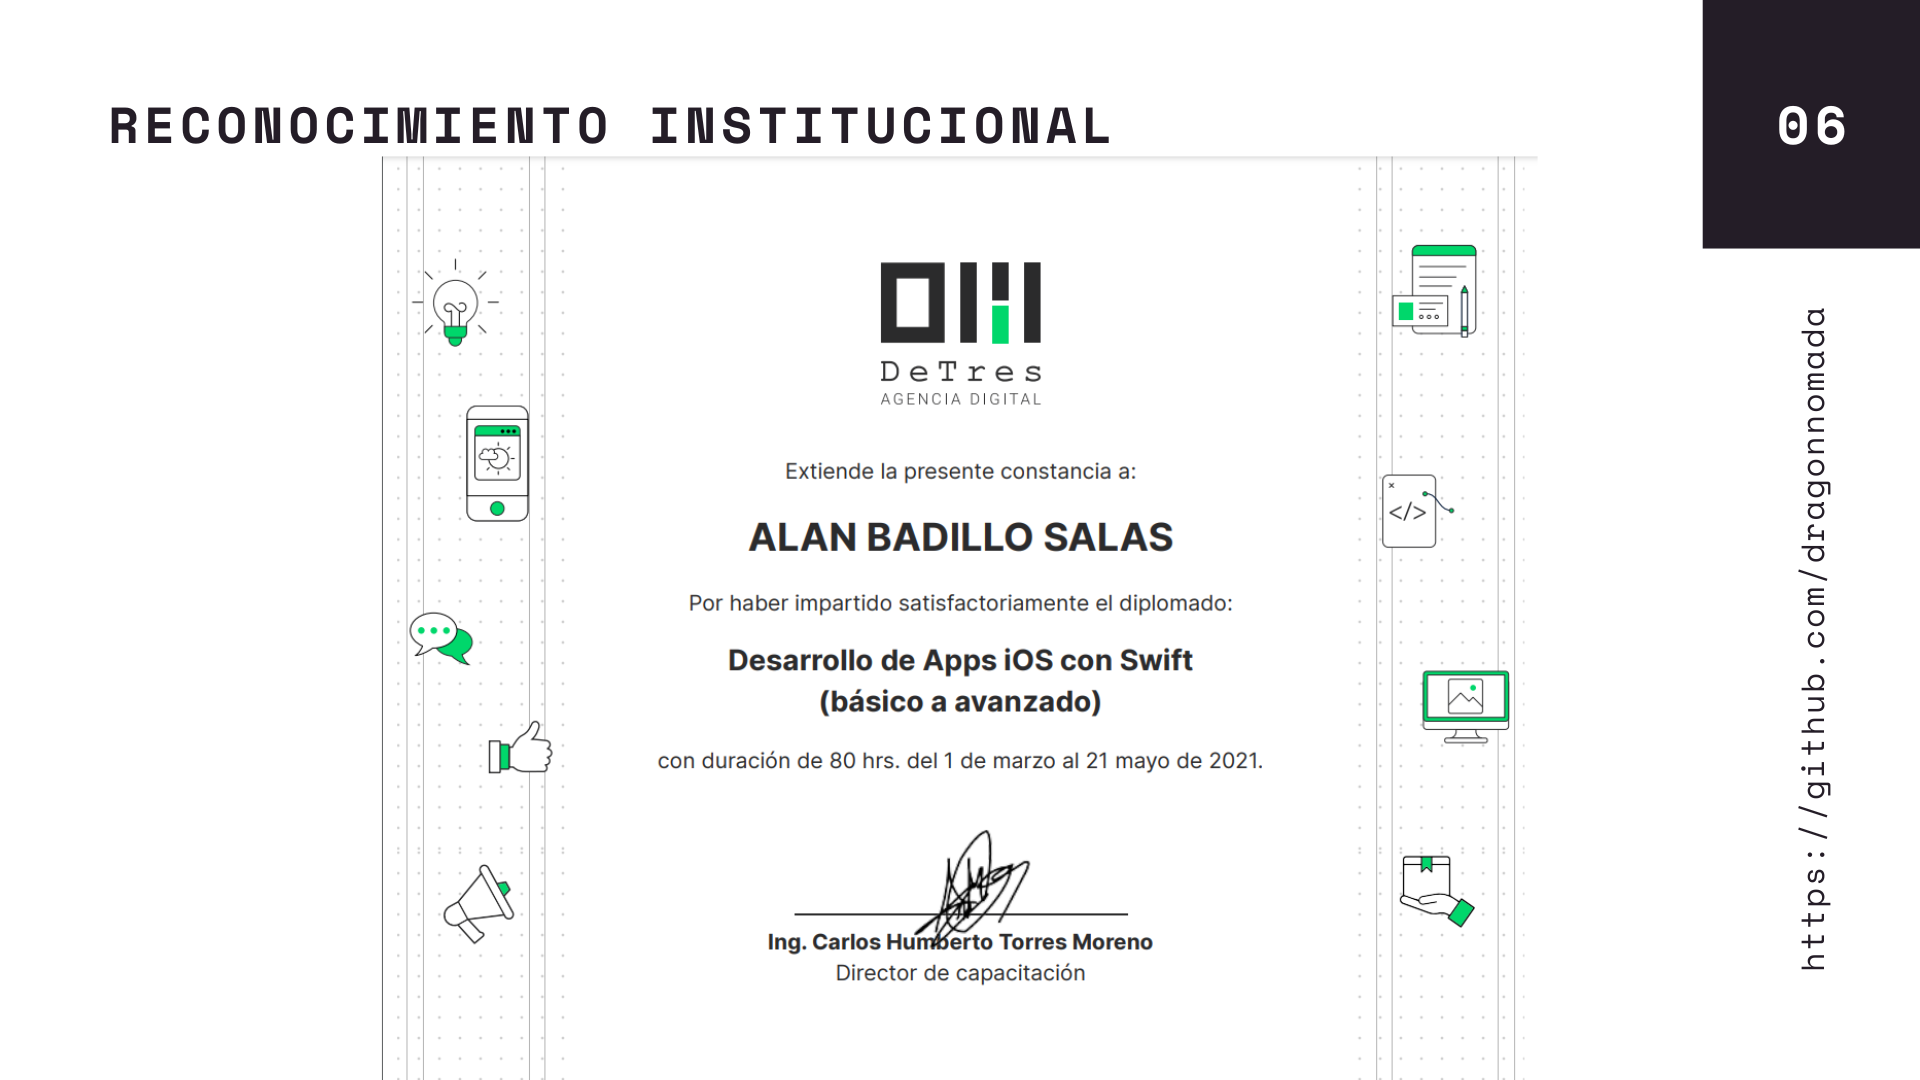 RECONOCIMIENTO INSTITUCIONAL
06
DeTres
AGENCIA DIGITAL
Extiende la presente constancia a:
ALAN BADILLO SALAS
Por haber impartido satisfactoriamente el diplomado:
Desarrollo de Apps iOS con Swift
(básico a avanzado)
con duración de 80 hrs. del 1 de marzo al 21 mayo de 2021.
Ing. Carlos Humberto Torres Moreno
Director de capacitación
https://github.com/dragonnomada